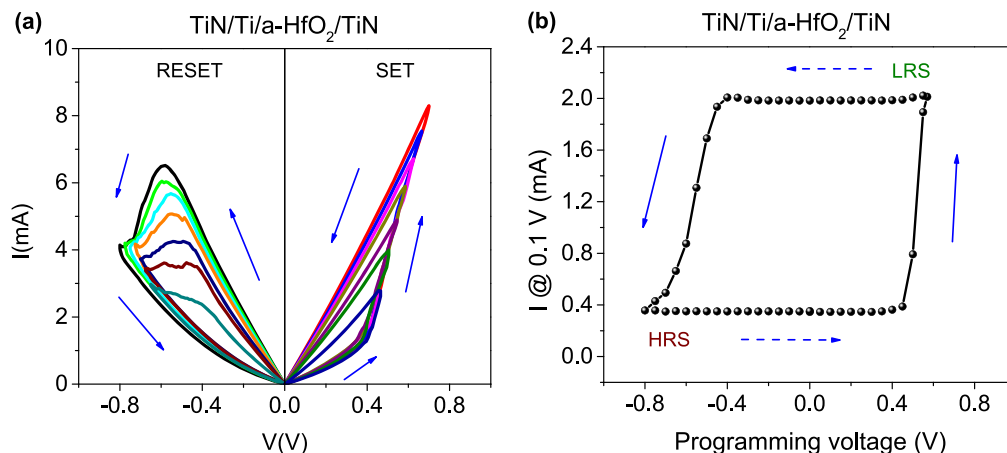 (a)
TiN/Ti/a-HfO₂/TiN
RESET
SET
I(mA)
10
8
6
4
2
0
-0.8
-0.4
0.0
0.4
0.8
V(V)
(b)
TiN/Ti/a-HfO₂/TiN
LRS
HRS
I @ 0.1 V (mA)
2.4
2.0
1.6
1.2
0.8
0.4
0.0
-0.8
-0.4
0.0
0.4
0.8
Programming voltage (V)